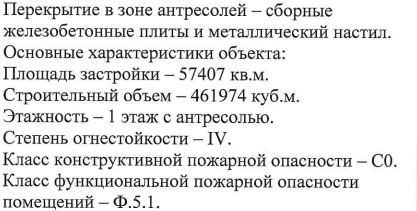 Перекрытие в зоне антресолей – сборные
железобетонные плиты и металлический настил.
Основные характеристики объекта:
Площадь застройки – 57407 кв.м.
Строительный объем – 461974 куб.м.
Этажность – 1 этаж с антресолью.
Степень огнестойкости – IV.
Класс конструктивной пожарной опасности – С0.
Класс функциональной пожарной опасности
помещений – Ф.5.1.